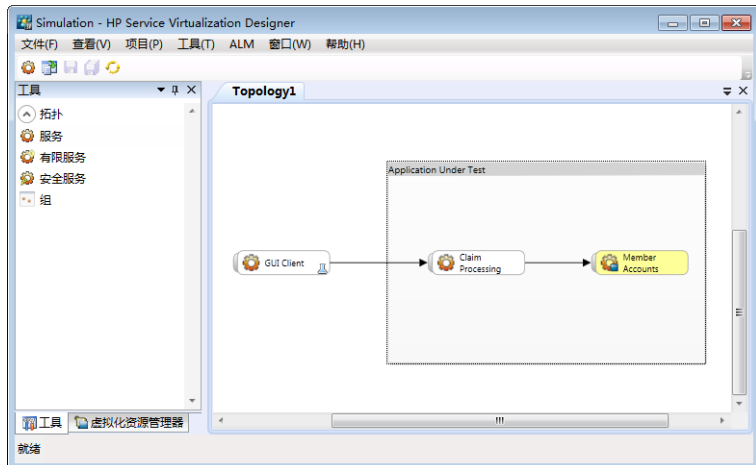 Simulation - HP Service Virtualization Designer
文件(F) 查看(V) 项目(P) 工具(T) ALM 窗口(W) 帮助(H)
工具
Topology1
拓扑
服务
有限服务
安全服务
组
Application Under Test
GUI Client
Claim
Processing
Member
Accounts
工具
虚拟化资源管理器
就绪